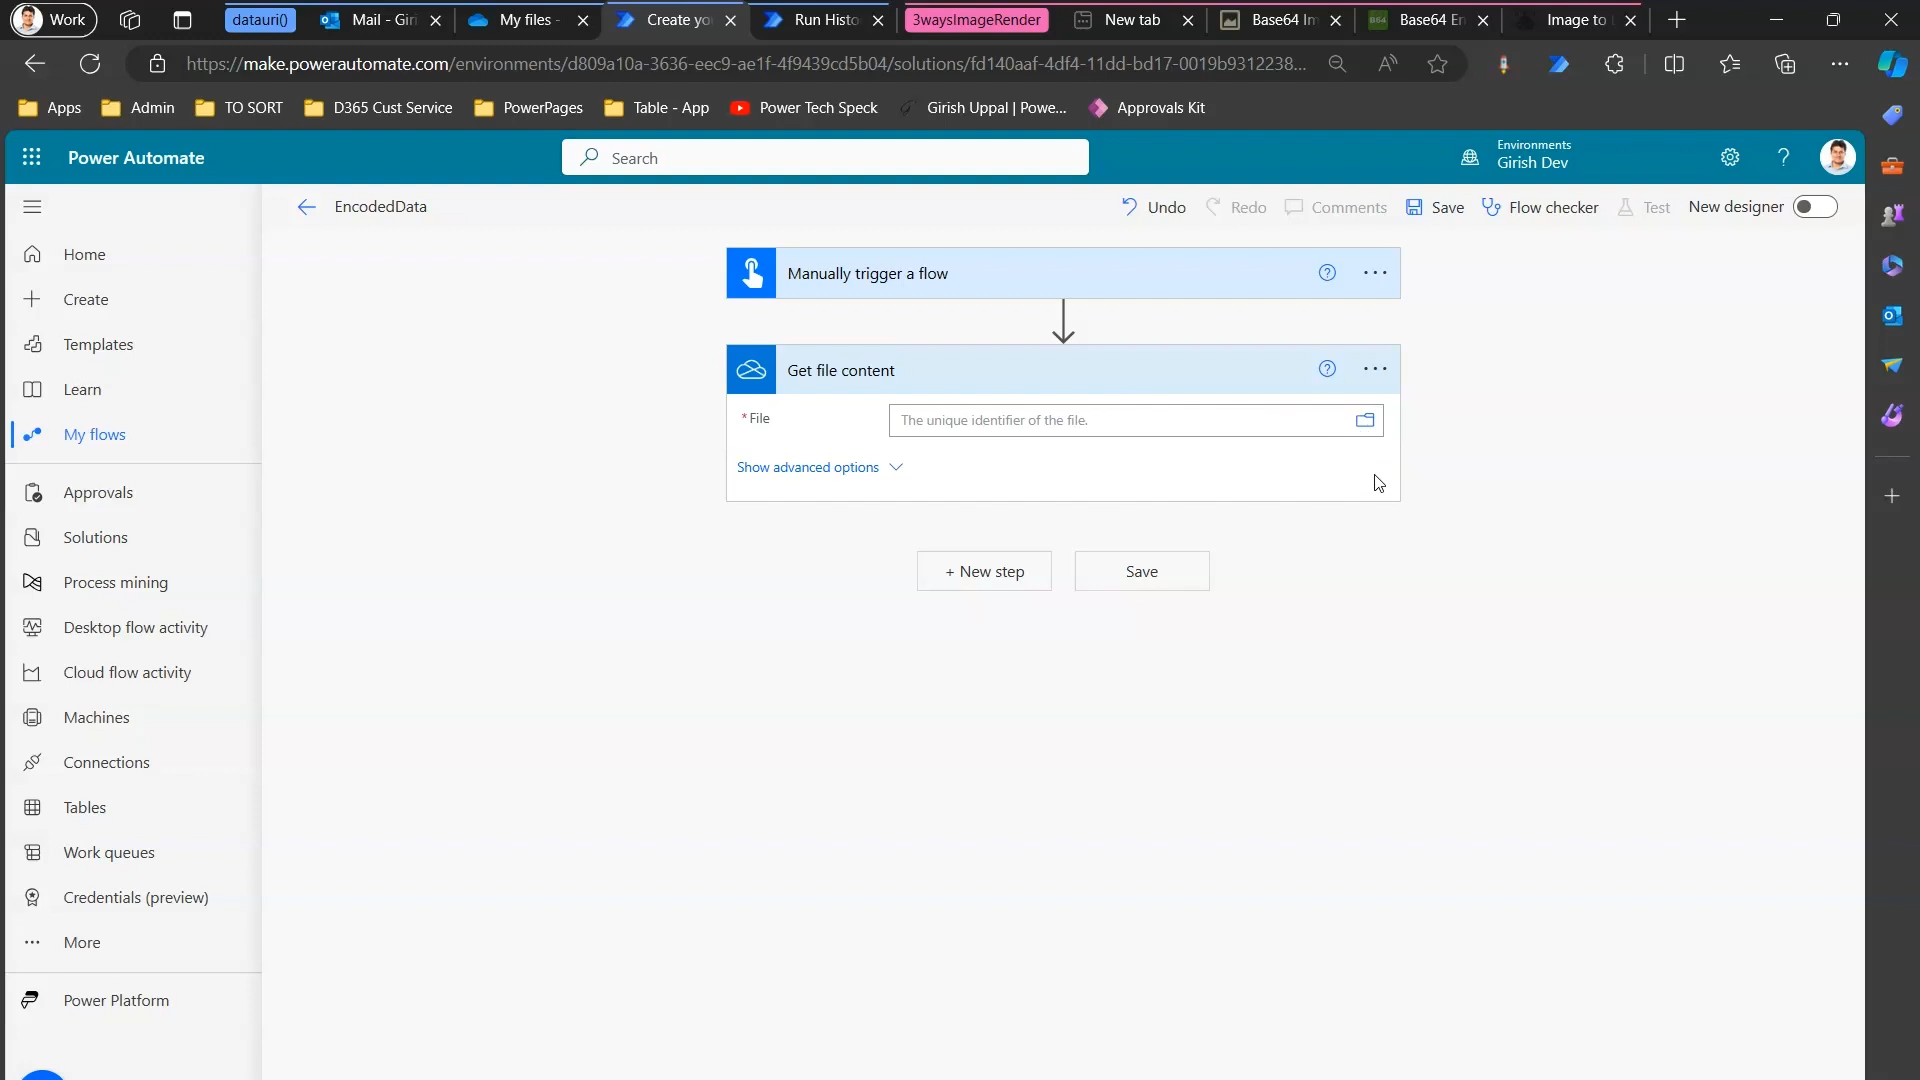 Work
datauri()
Mail - Giri
My files -
Create yo
Run Histo
3waysImageRender
New tab
Base64 Im
Base64 En
Image to
https://make.powerautomate.com/environments/d809a10a-3636-eec9-ae1f-4f9439cd5b04/solutions/fd140aaf-4df4-11dd-bd17-0019b9312238...
Apps
Admin
TO SORT
D365 Cust Service
PowerPages
Table - App
Power Tech Speck
Girish Uppal | Powe...
Approvals Kit
Power Automate
Search
Environments
Girish Dev
EncodedData
Undo
Redo
Comments
Save
Flow checker
Test
New designer
Home
Create
Templates
Learn
My flows
Approvals
Solutions
Process mining
Desktop flow activity
Cloud flow activity
Machines
Connections
Tables
Work queues
Credentials (preview)
More
Power Platform
Manually trigger a flow
Get file content
* File
The unique identifier of the file.
Show advanced options
+ New step
Save